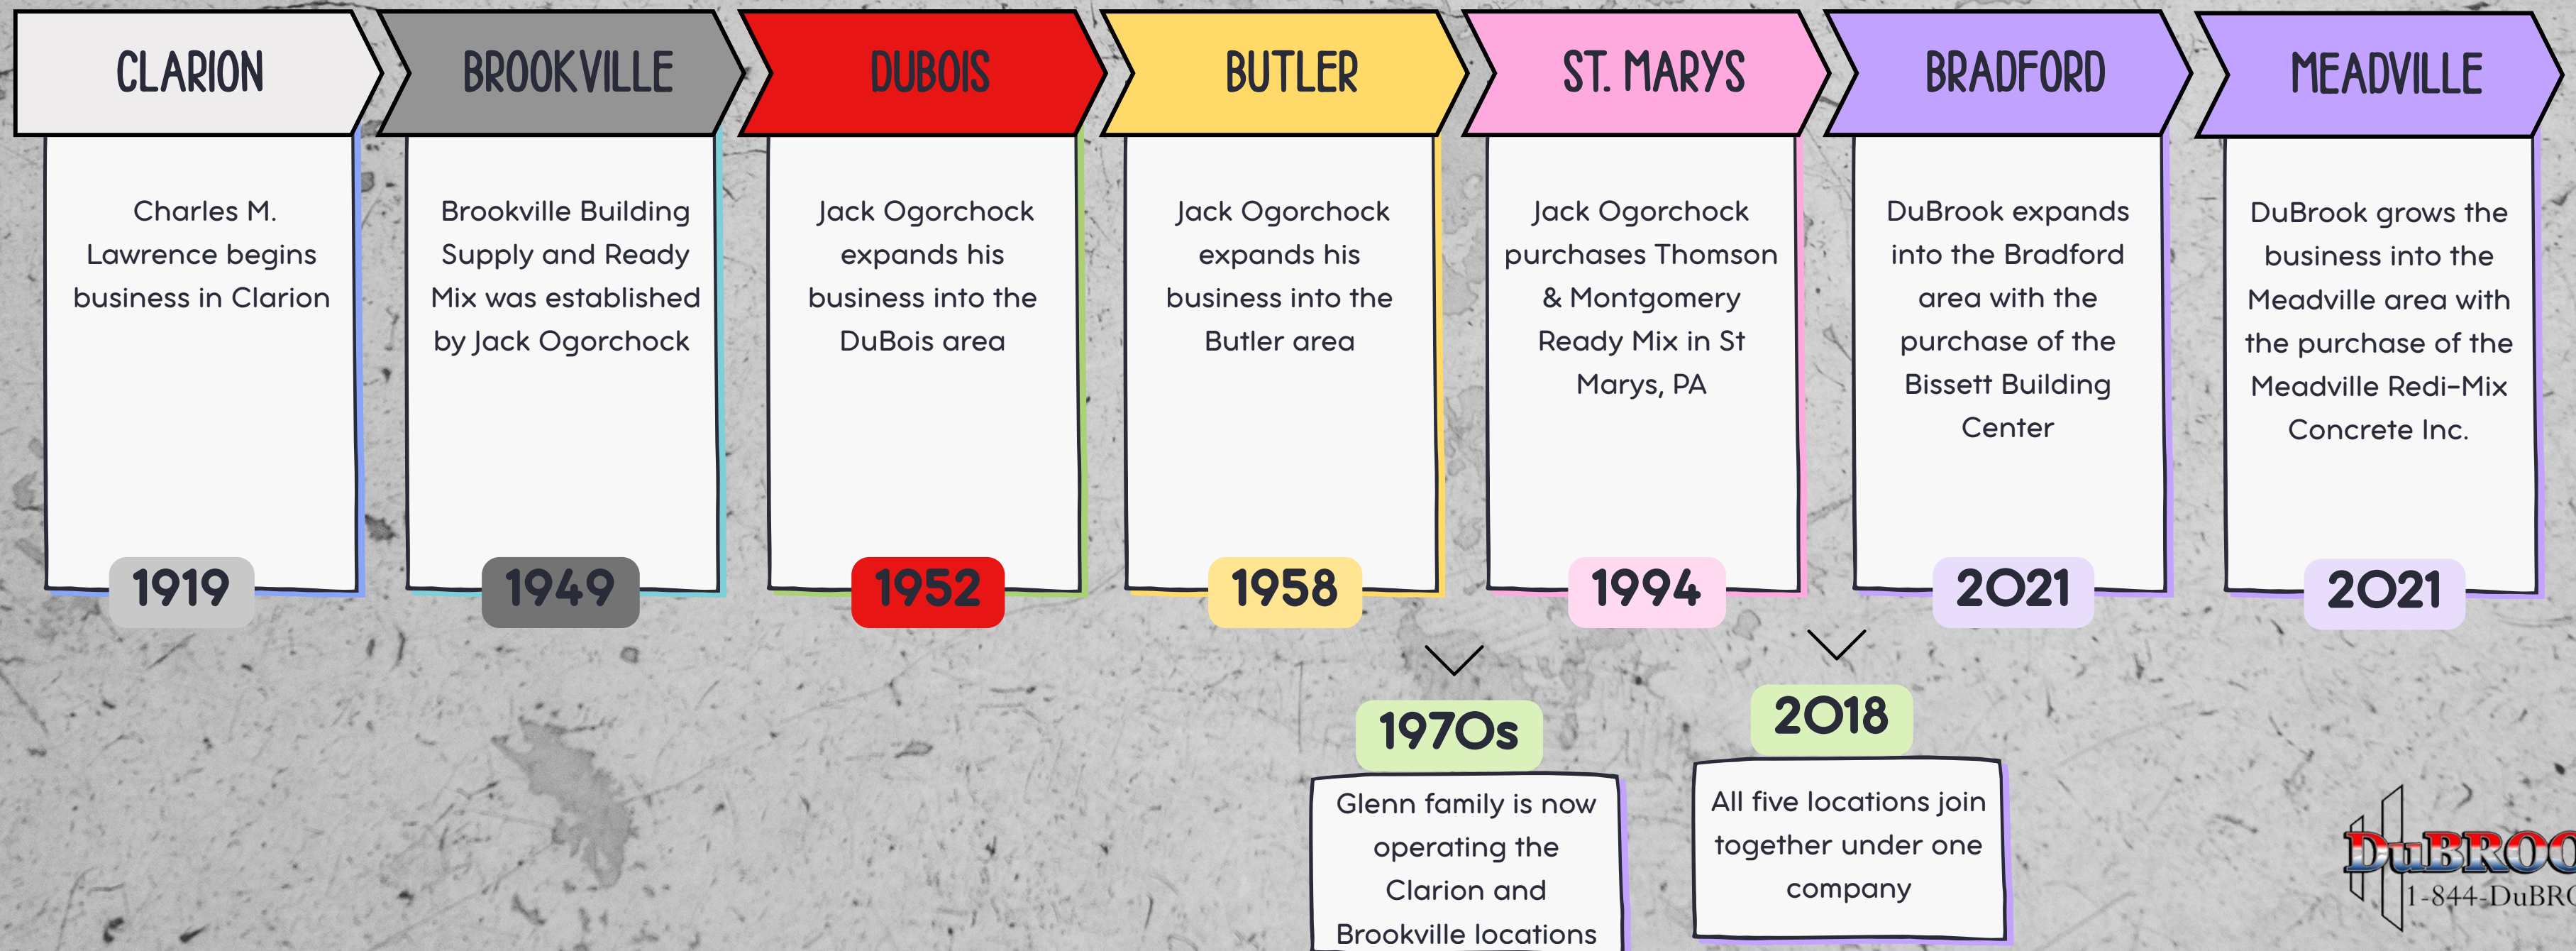 CLARION
Charles M.
Lawrence begins
business in Clarion
1919
BROOKVILLE
Brookville Building
Supply and Ready
Mix was established
by Jack Ogorchock
1949
DUBOIS
Jack Ogorchock
expands his
business into the
DuBois area
1952
BUTLER
Jack Ogorchock
expands his
business into the
Butler area
1958
ST. MARYS
Jack Ogorchock
purchases Thomson
& Montgomery
Ready Mix in St
Marys, PA
1994
BRADFORD
DuBrook expands
into the Bradford
area with the
purchase of the
Bissett Building
Center
2021
MEADVILLE
DuBrook grows the
business into the
Meadville area with
the purchase of the
Meadville Redi-Mix
Concrete Inc.
2021
1970s
Glenn family is now
operating the
Clarion and
Brookville locations
2018
All five locations join
together under one
company
DuBROO
1-844-DuBRO